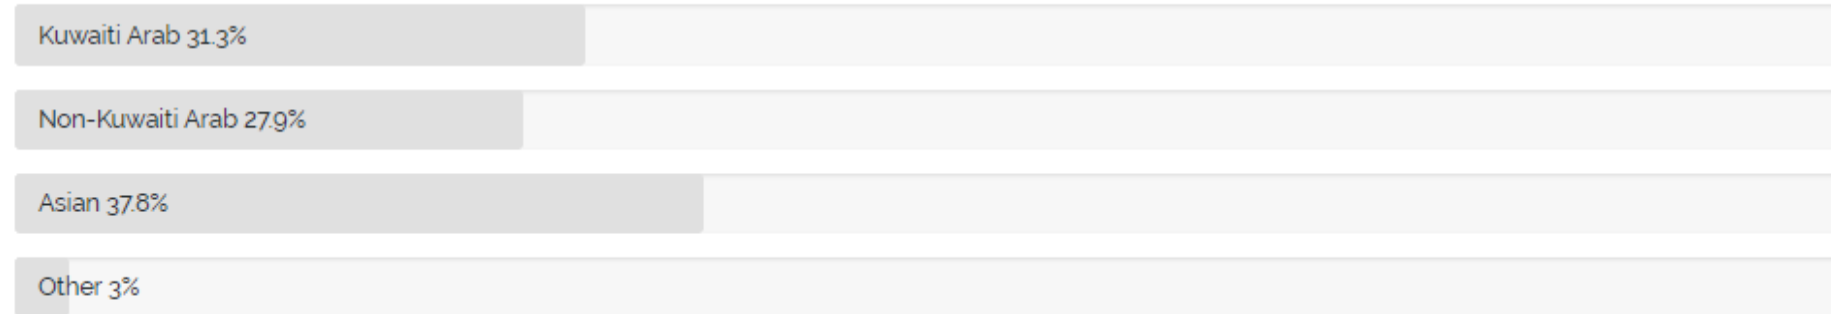 Kuwaiti Arab 31.3%
Non-Kuwaiti Arab 27.9%
Asian 37.8%
Other 3%